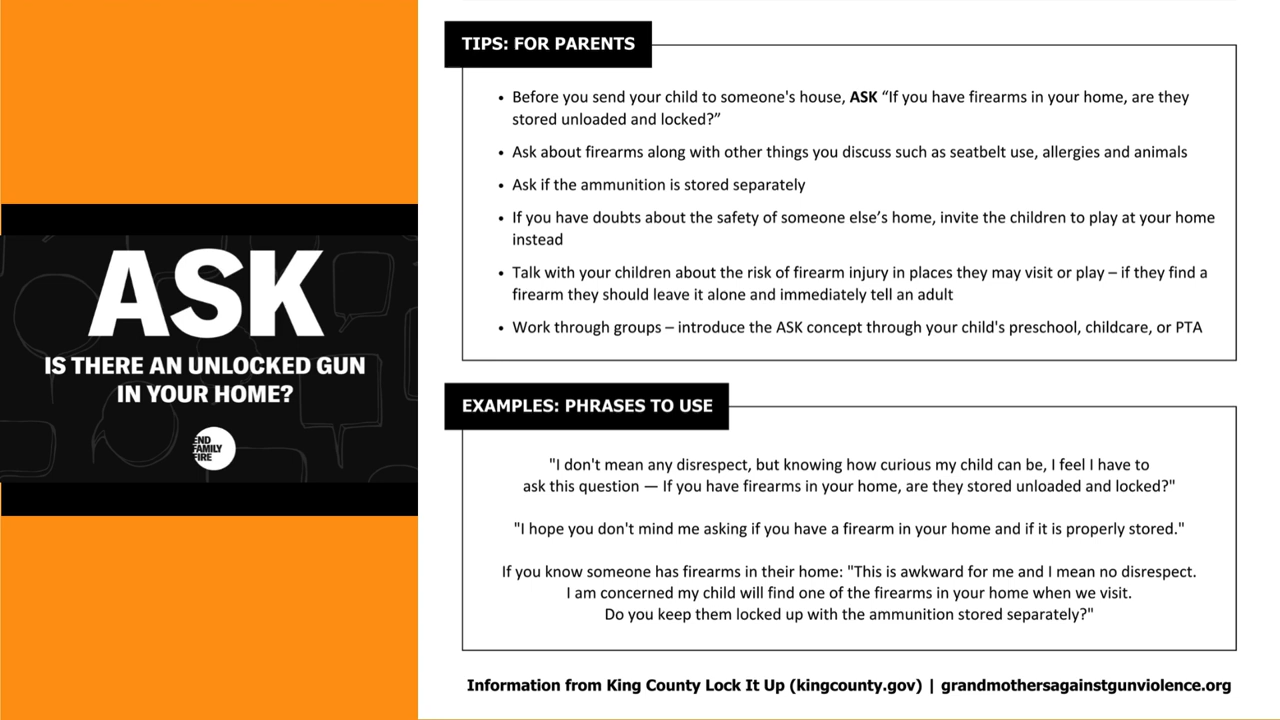 ASK
IS THERE AN UNLOCKED GUN
IN YOUR HOME?
END
FAMILY
FIRE
TIPS: FOR PARENTS
• Before you send your child to someone's house, ASK “If you have firearms in your home, are they
stored unloaded and locked?”
• Ask about firearms along with other things you discuss such as seatbelt use, allergies and animals
• Ask if the ammunition is stored separately
• If you have doubts about the safety of someone else’s home, invite the children to play at your home
instead
• Talk with your children about the risk of firearm injury in places they may visit or play – if they find a
firearm they should leave it alone and immediately tell an adult
• Work through groups – introduce the ASK concept through your child's preschool, childcare, or PTA
EXAMPLES: PHRASES TO USE
"I don't mean any disrespect, but knowing how curious my child can be, I feel I have to
ask this question — If you have firearms in your home, are they stored unloaded and locked?"
"I hope you don't mind me asking if you have a firearm in your home and if it is properly stored."
If you know someone has firearms in their home: "This is awkward for me and I mean no disrespect.
I am concerned my child will find one of the firearms in your home when we visit.
Do you keep them locked up with the ammunition stored separately?"
Information from King County Lock It Up (kingcounty.gov) | grandmothersagainstgunviolence.org